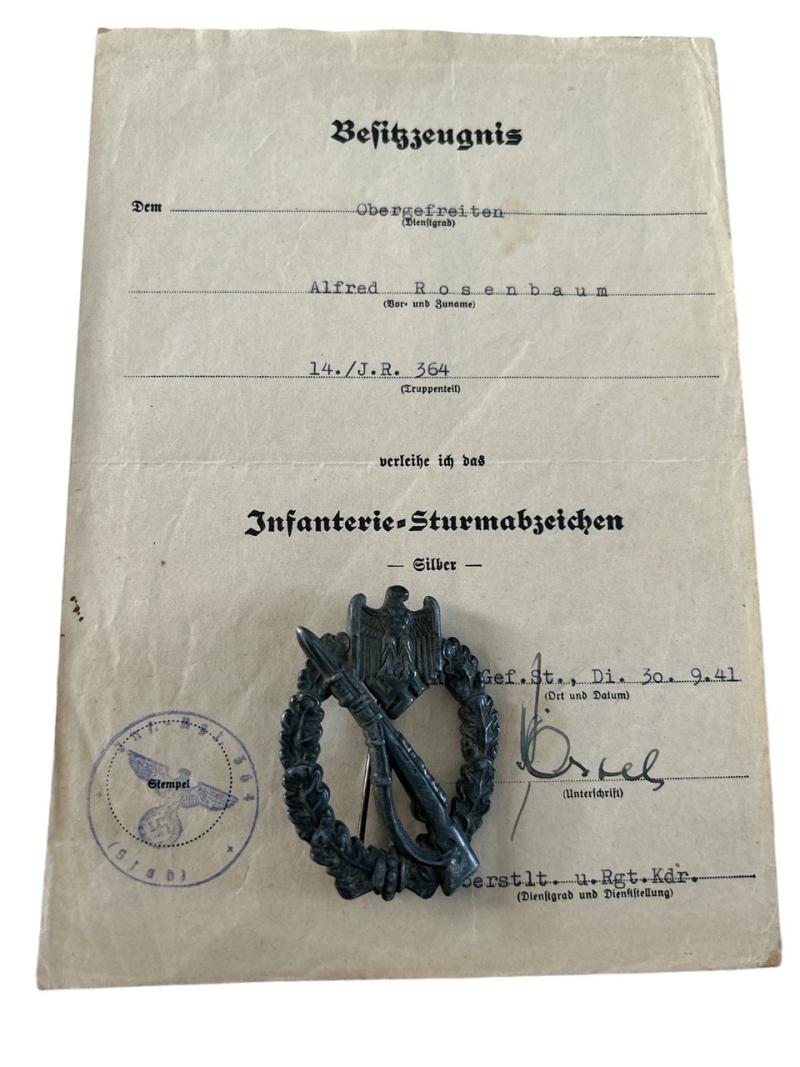 Besitzzeugnis
Dem Obergefreiten
(Dienstgrad)
Alfred Rosenbaum
(Vor- und Zuname)
14./J.R. 364
(Truppenteil)
verleihe ich das
Infanterie-Sturmabzeichen
— Silber —
Gef.St., Di. 30. 9.41
(Ort und Datum)
Stempel
(Unterschrift)
berstlt. u.Rgt.Kdr.
(Dienstgrad und Dienststellung)